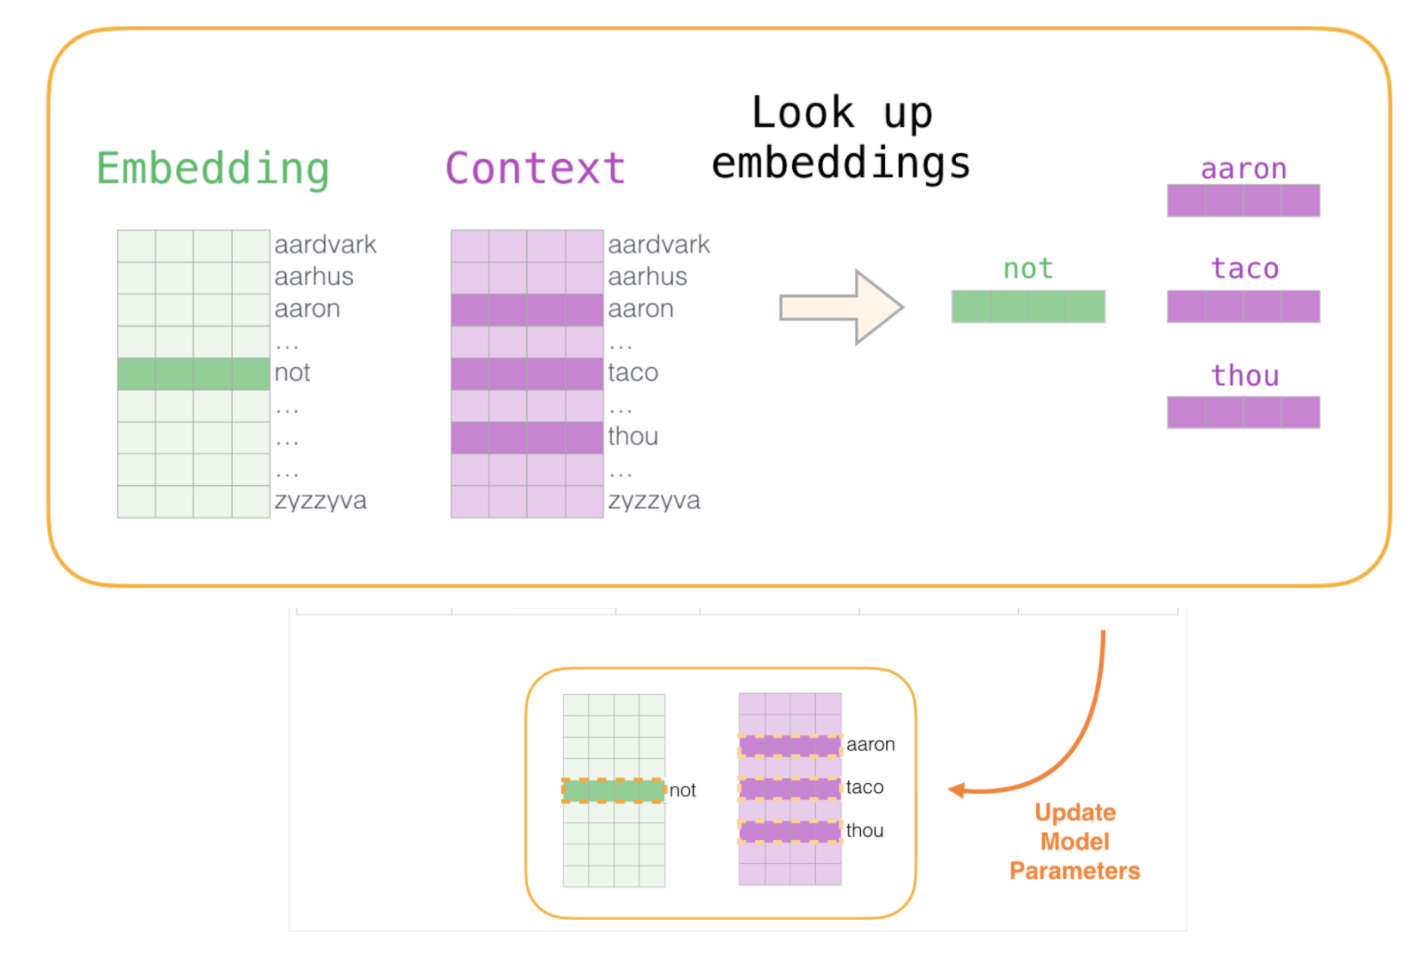 Look up
embeddings
Embedding
Context
aardvark
aarhus
aaron
...
not
...
...
...
zyzzyva
aardvark
aarhus
aaron
...
taco
...
thou
...
zyzzyva
not
aaron
taco
thou
not
aaron
taco
thou
Update
Model
Parameters